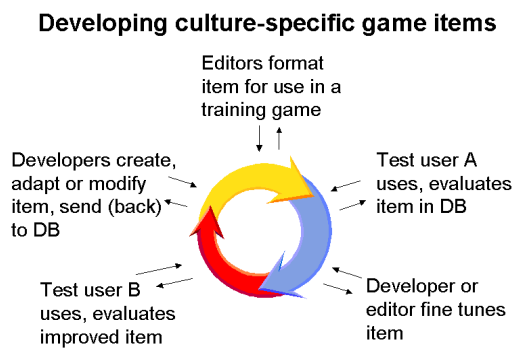 Developing culture-specific game items
Editors format
item for use in a
training game
Developers create,
adapt or modify
item, send (back)
to DB
Test user A
uses, evaluates
item in DB
Test user B
uses, evaluates
improved item
Developer or
editor fine tunes
item